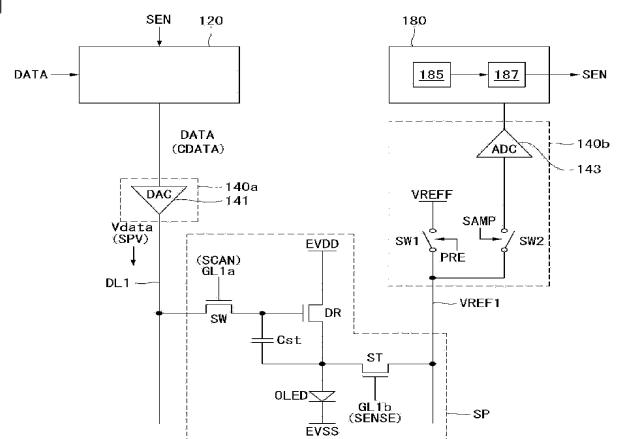 SEN
120
180
DATA
185
187
SEN
DATA
(CDATA)
ADC
140b
143
DAC
140a
141
VREFF
SAMP
Vdata
(SPV)
SW1
SW2
PRE
EVDD
(SCAN)
GL1a
DL1
VREF1
SW
DR
Cst
ST
OLED
GL1b
(SENSE)
SP
EVSS